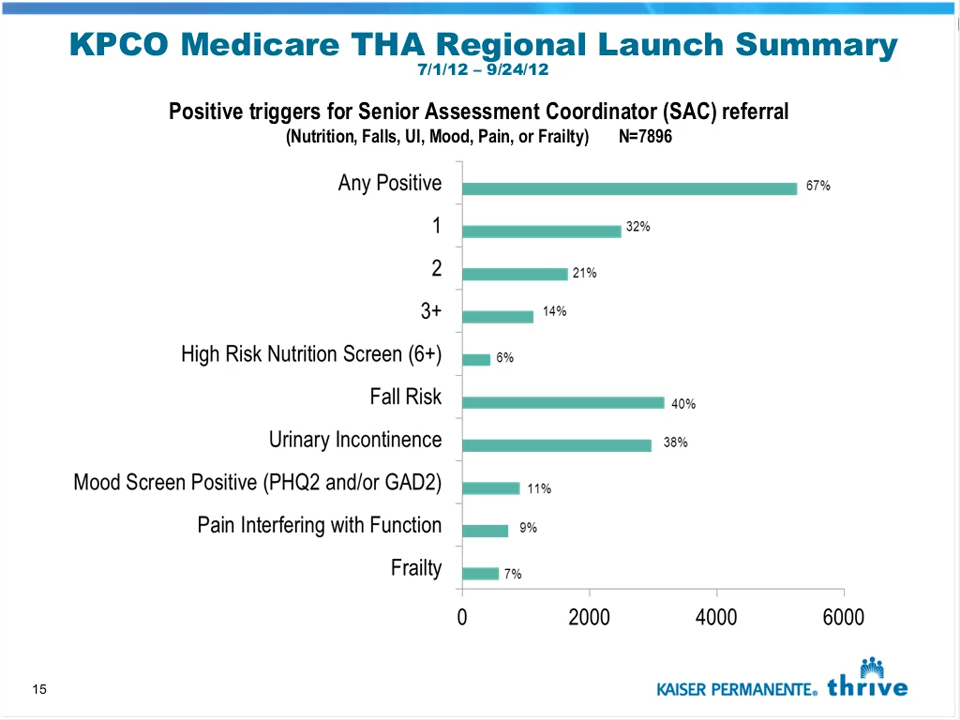 KPCO Medicare THA Regional Launch Summary
7/1/12 – 9/24/12
Positive triggers for Senior Assessment Coordinator (SAC) referral
(Nutrition, Falls, UI, Mood, Pain, or Frailty) N=7896
Any Positive 67%
1 32%
2 21%
3+ 14%
High Risk Nutrition Screen (6+) 6%
Fall Risk 40%
Urinary Incontinence 38%
Mood Screen Positive (PHQ2 and/or GAD2) 11%
Pain Interfering with Function 9%
Frailty 7%
0 2000 4000 6000
15 KAISER PERMANENTE® thrive